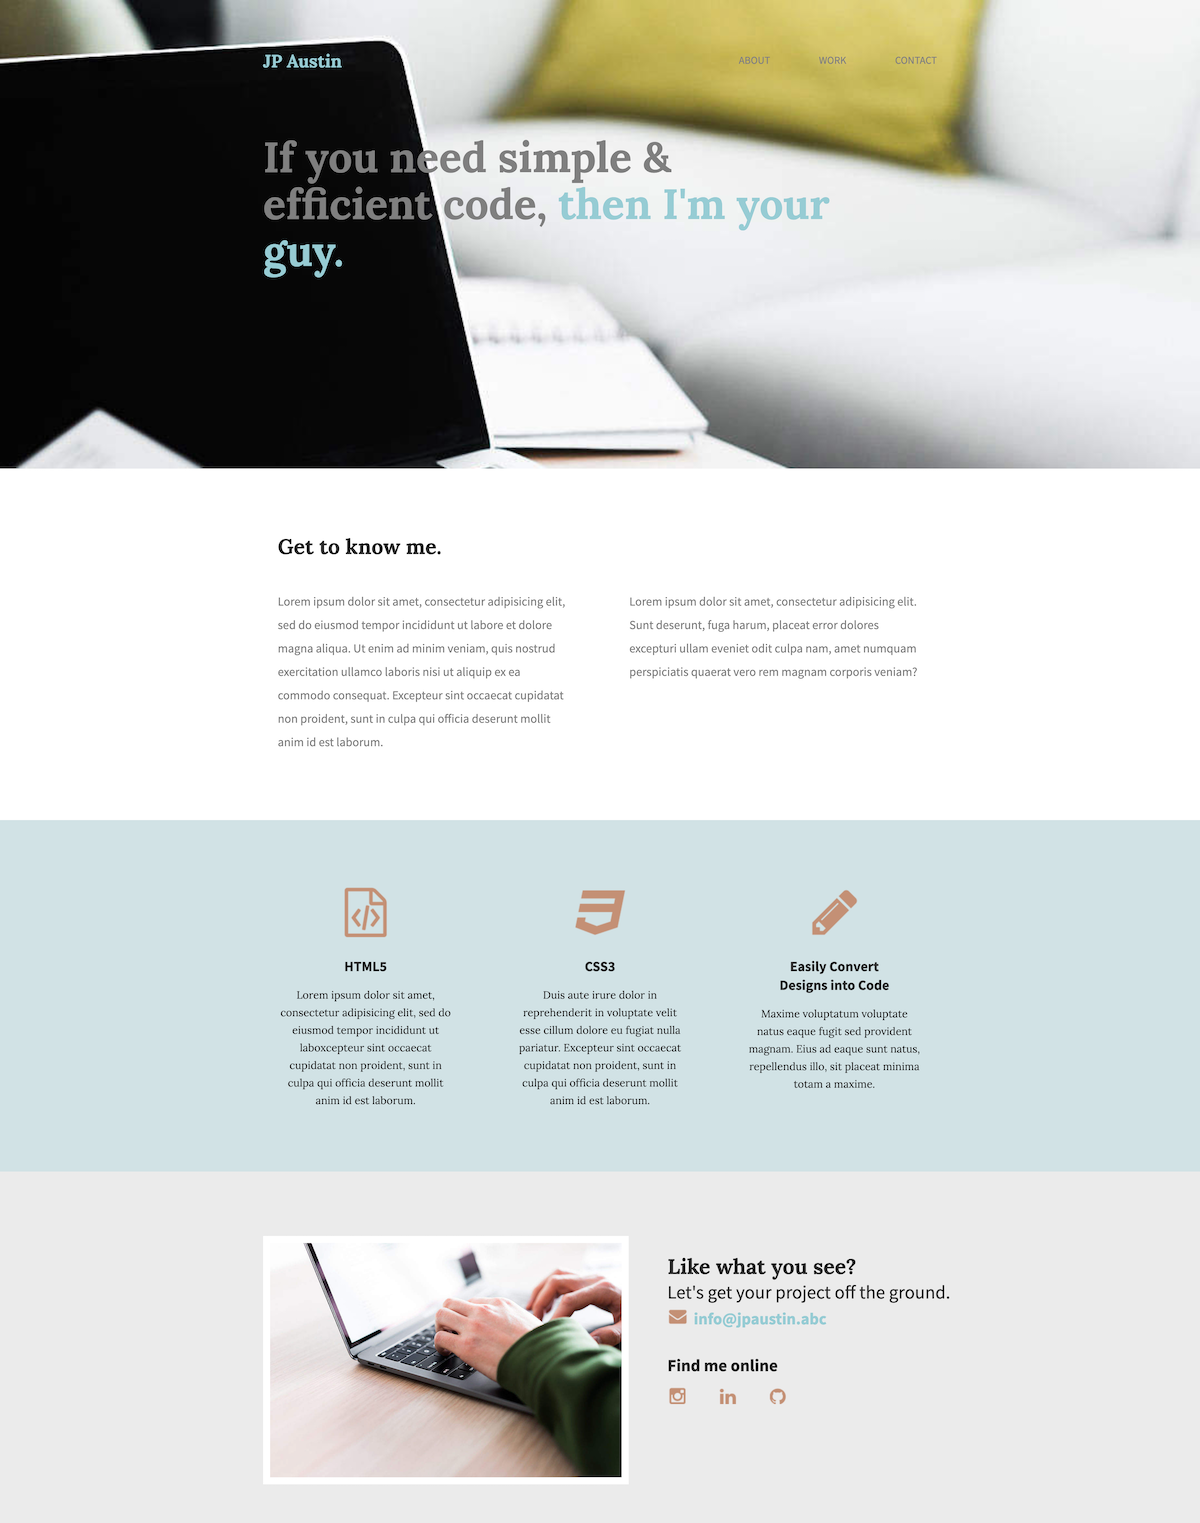 JP Austin
ABOUT
WORK
CONTACT
If you need simple &
efficient code, then I'm your
guy.
Get to know me.
Lorem ipsum dolor sit amet, consectetur adipisicing elit,
sed do eiusmod tempor incididunt ut labore et dolore
magna aliqua. Ut enim ad minim veniam, quis nostrud
exercitation ullamco laboris nisi ut aliquip ex ea
commodo consequat. Excepteur sint occaecat cupidatat
non proident, sunt in culpa qui officia deserunt mollit
anim id est laborum.
Lorem ipsum dolor sit amet, consectetur adipisicing elit.
Sunt deserunt, fuga harum, placeat error dolores
excepturi ullam eveniet odit culpa nam, amet numquam
perspiciatis quaerat vero rem magnam corporis veniam?
HTML5
Lorem ipsum dolor sit amet,
consectetur adipisicing elit, sed do
eiusmod tempor incididunt ut
laboxcepteur sint occaecat
cupidatat non proident, sunt in
culpa qui officia deserunt mollit
anim id est laborum.
CSS3
Duis aute irure dolor in
reprehenderit in voluptate velit
esse cillum dolore eu fugiat nulla
pariatur. Excepteur sint occaecat
cupidatat non proident, sunt in
culpa qui officia deserunt mollit
anim id est laborum.
Easily Convert
Designs into Code
Maxime voluptatum voluptate
natus eaque fugit sed provident
magnam. Eius ad eaque sunt natus,
repellendus illo, sit placeat minima
totam a maxime.
Like what you see?
Let's get your project off the ground.
info@jpaustin.abc
Find me online